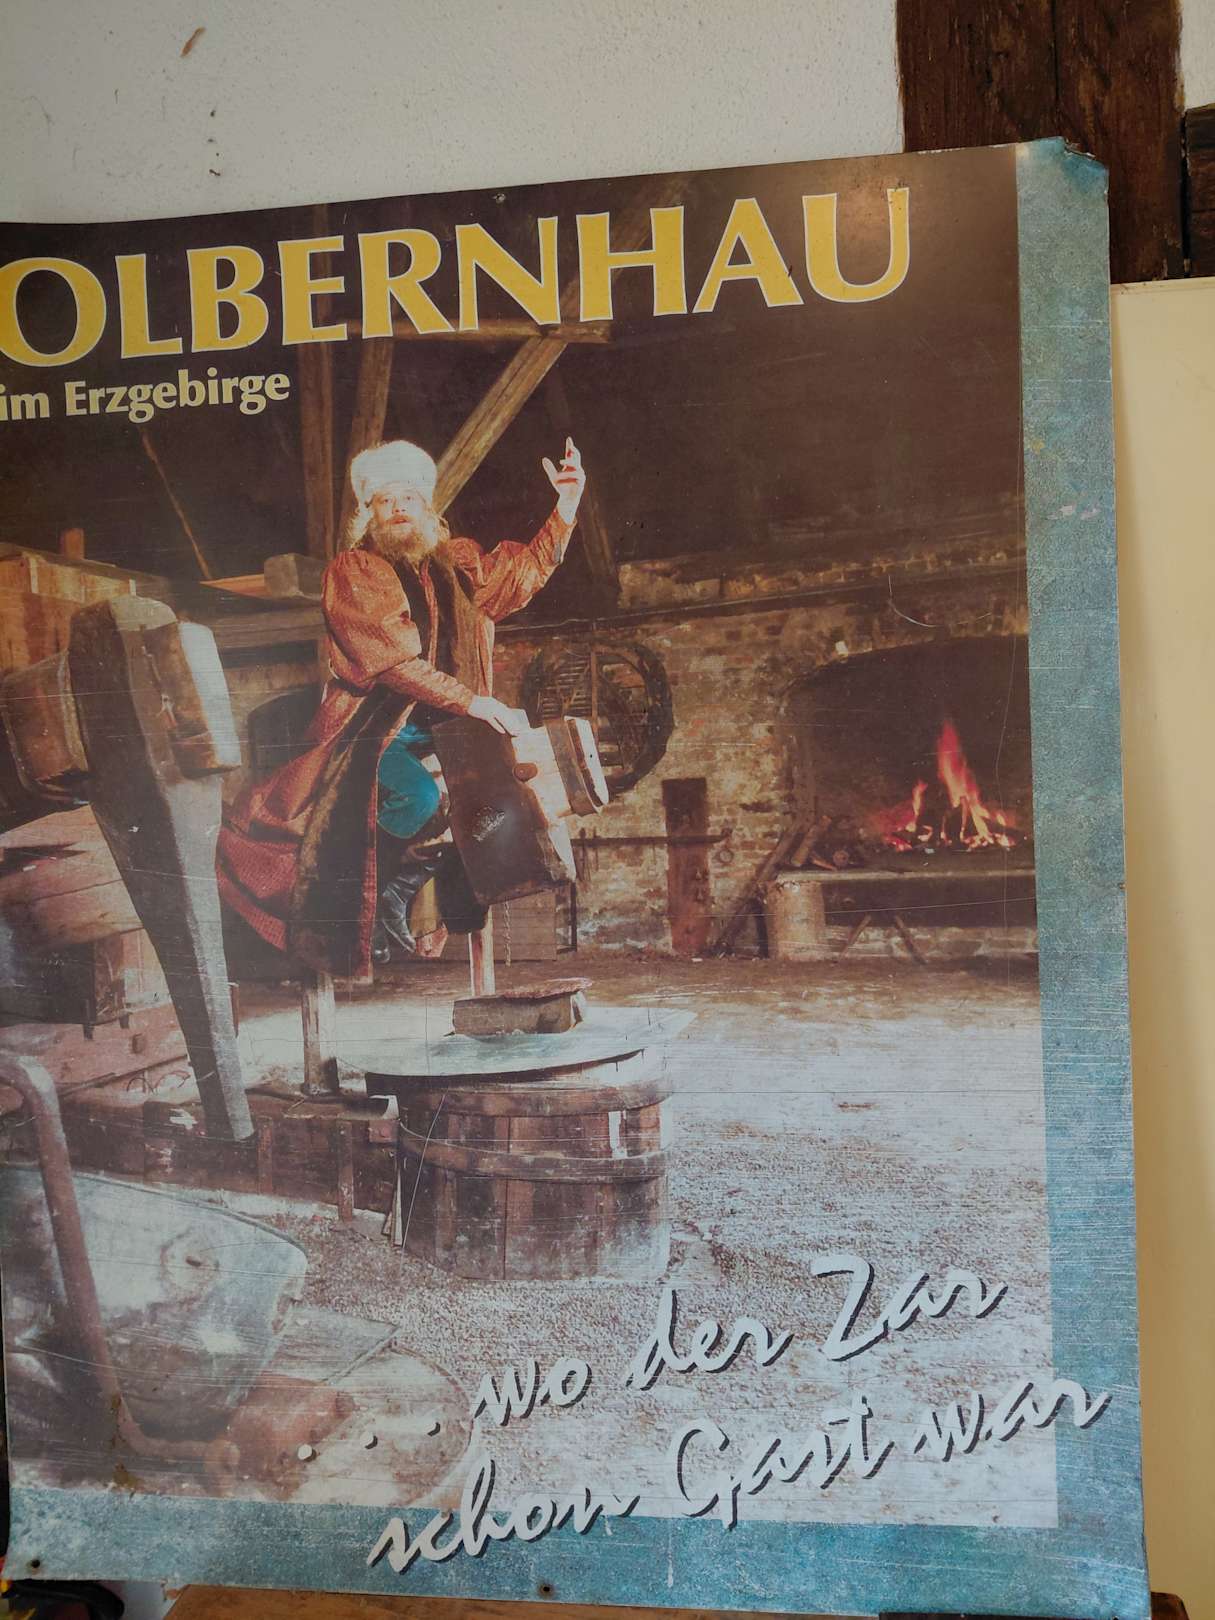 OLBERNHAU
im Erzgebirge
... wo der Zar
schon Gast war